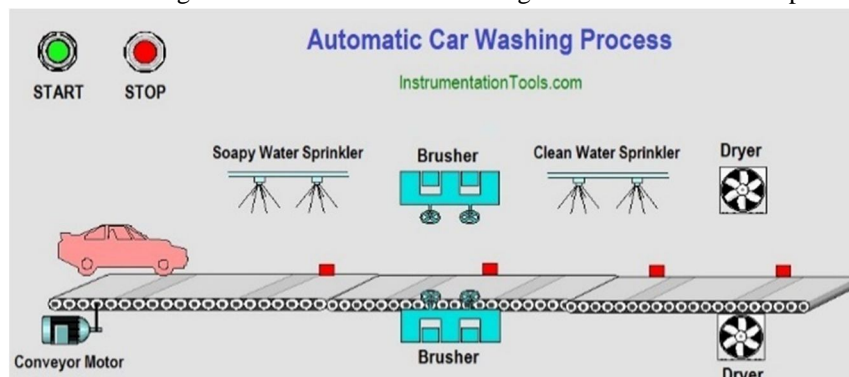 Automatic Car Washing Process
InstrumentationTools.com
START STOP
Soapy Water Sprinkler
Brusher
Clean Water Sprinkler
Dryer
Conveyor Motor
Brusher
Dryer